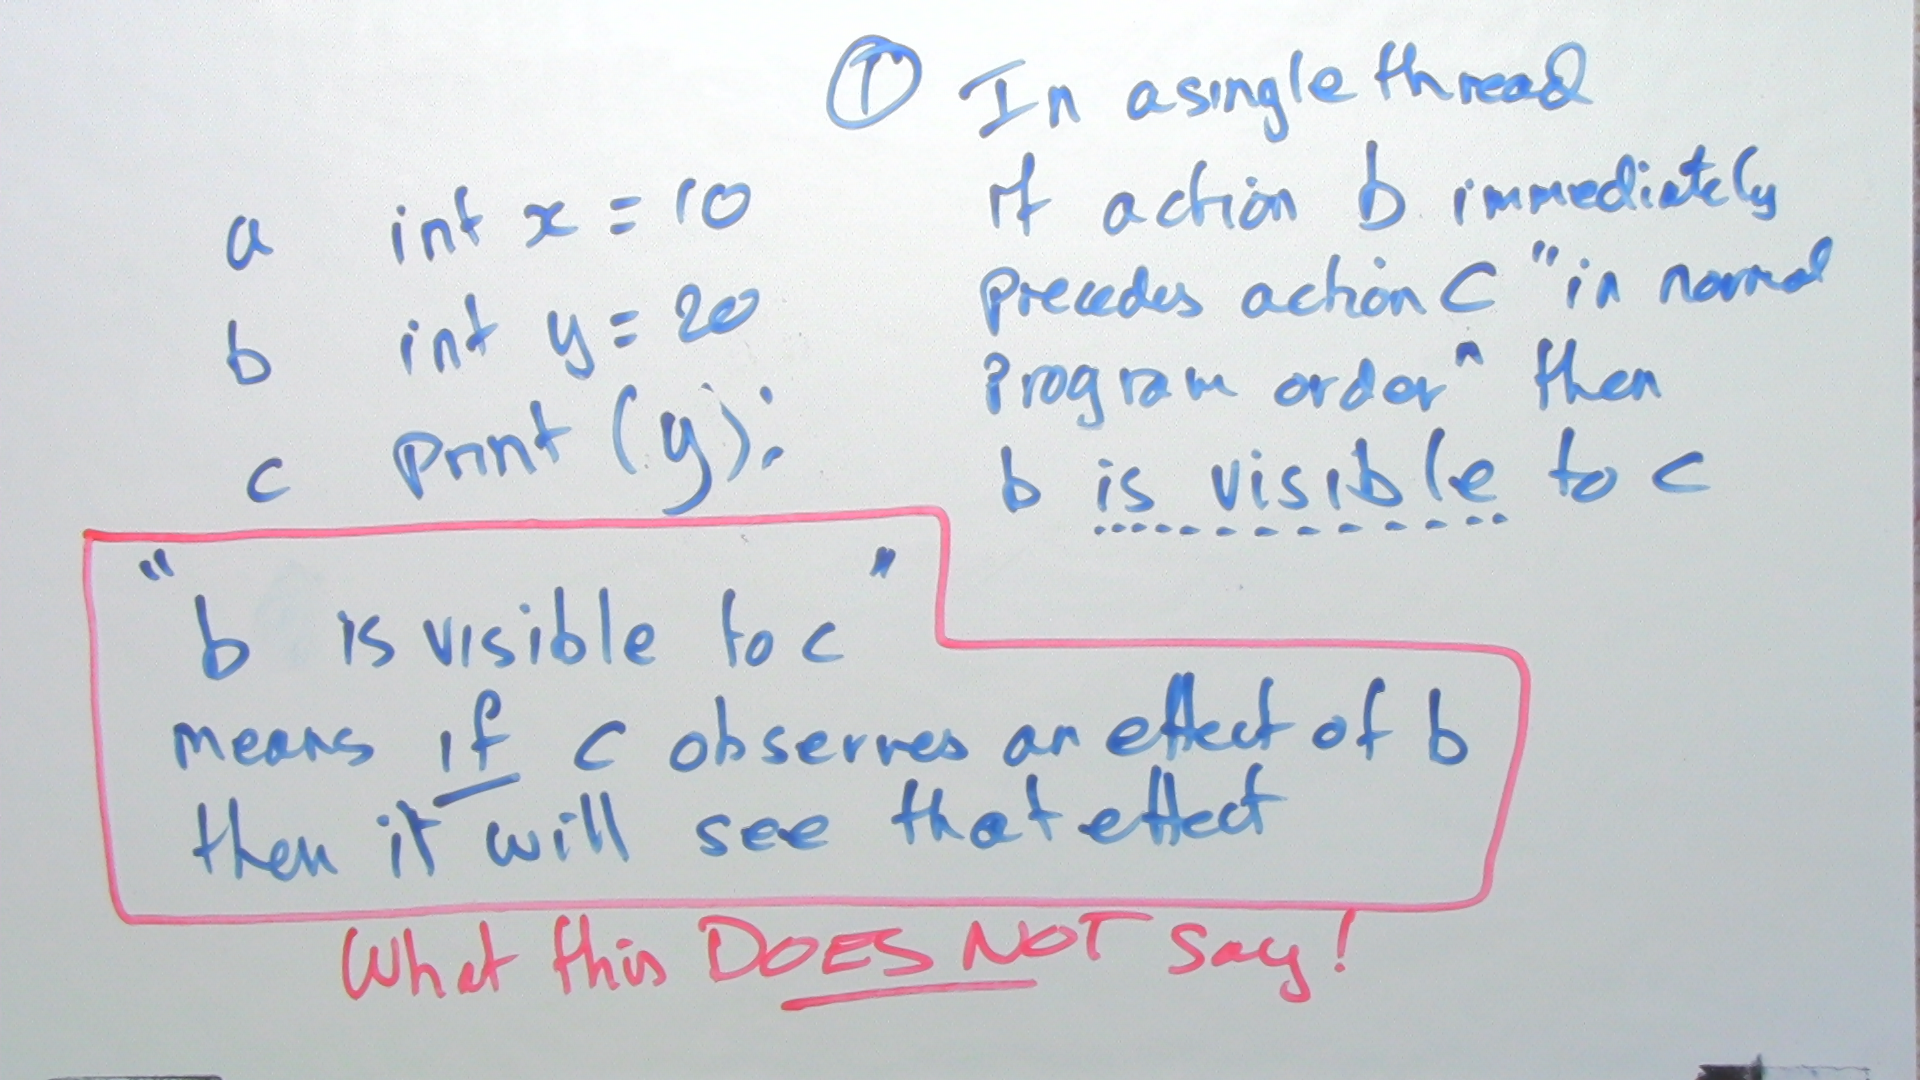 ① In a single thread
if action b immediately
precedes action C "in normal
program order" then
b is visible to c
a int x = 10
b int y = 20
c print (y);
"b is visible to c"
means if c observes an effect of b
then it will see that effect
What this DOES NOT say!